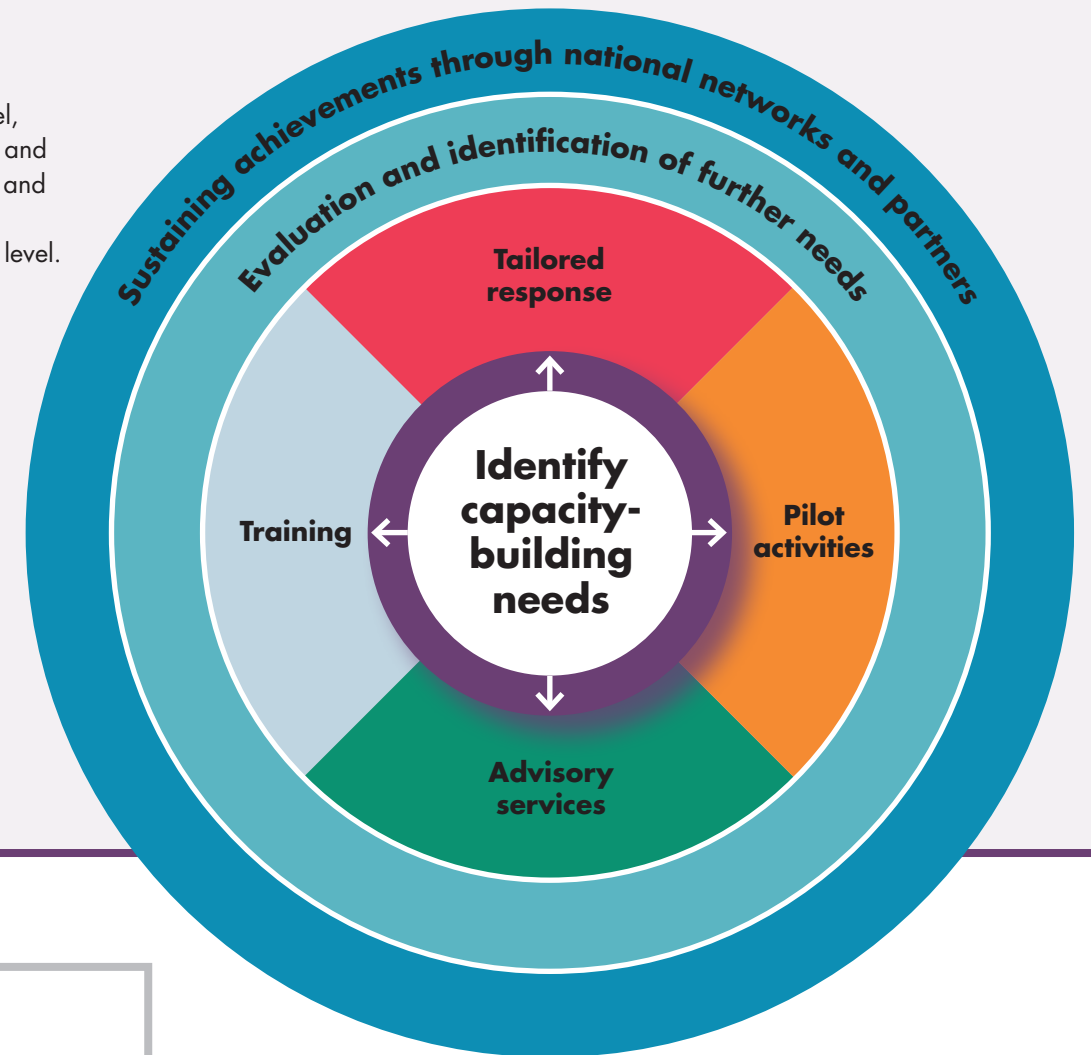 el,
and
and
level.
Sustaining achievements through national networks and partners
Evaluation and identification of further needs
Tailored
response
Training
Identify
capacity-
building
needs
Pilot
activities
Advisory
services